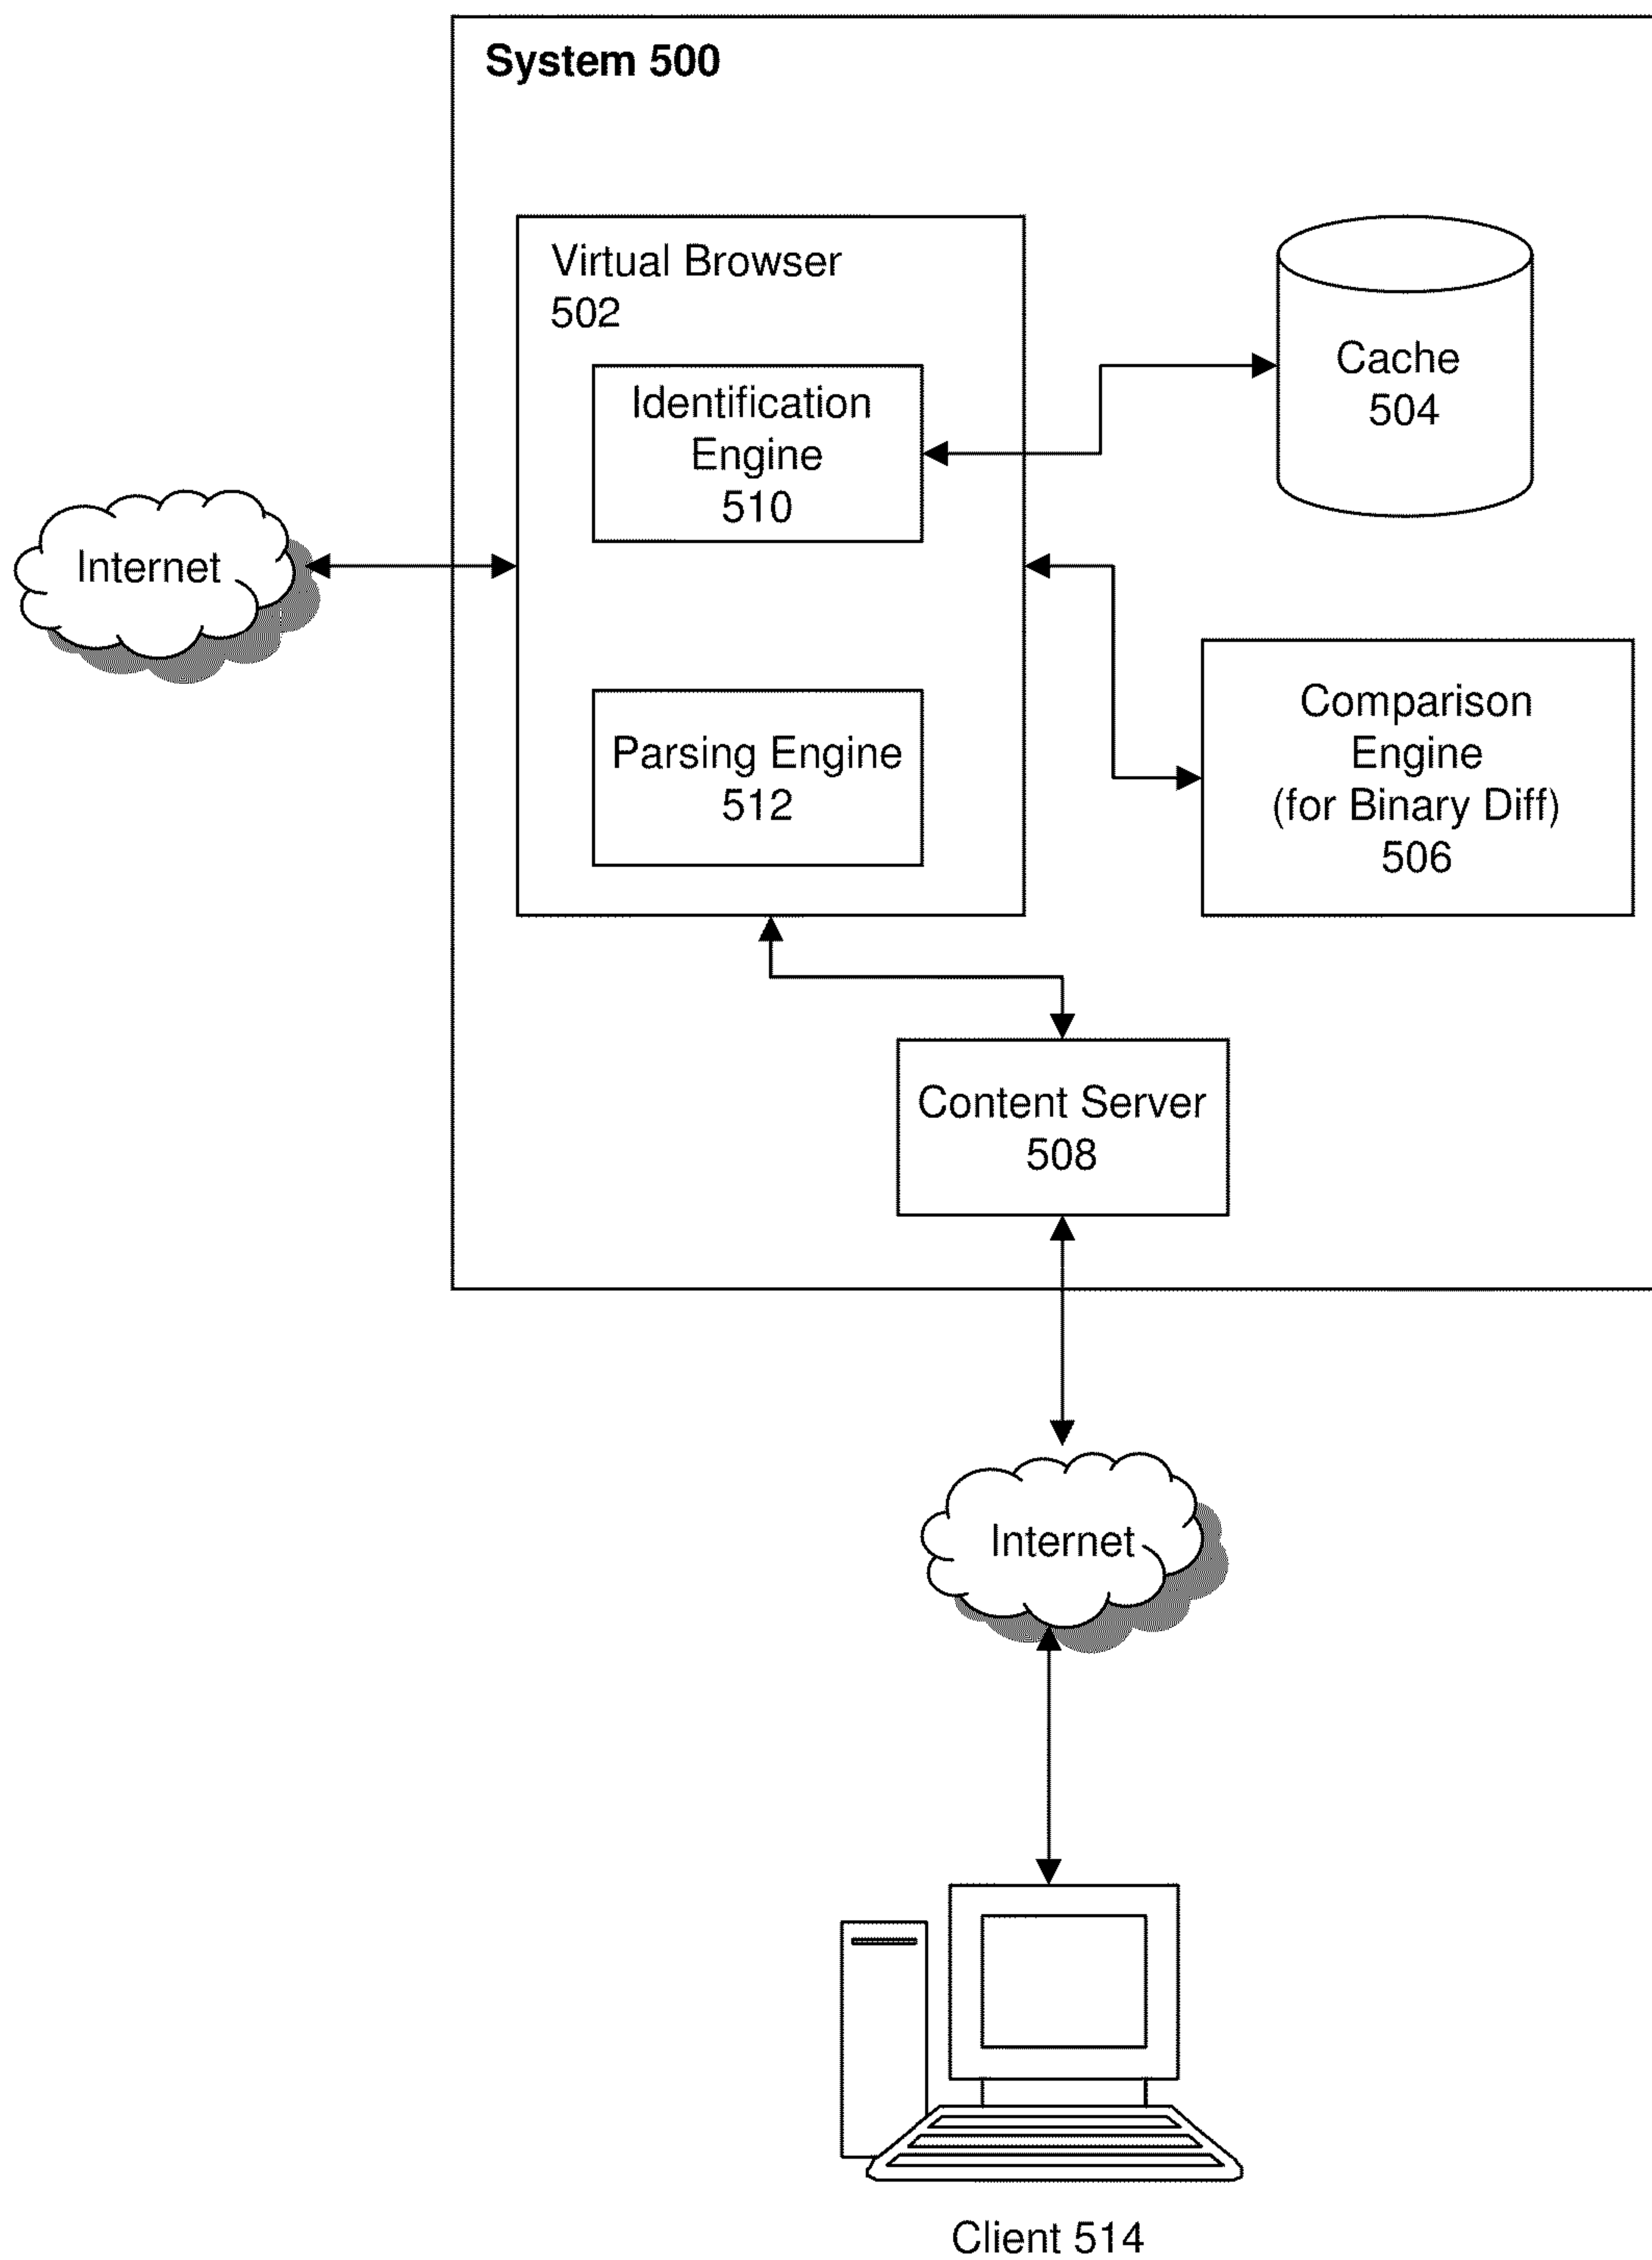 System 500
Virtual Browser
502
Identification
Engine
510
Cache
504
Internet
Parsing Engine
512
Comparison
Engine
(for Binary Diff)
506
Content Server
508
Internet
Client 514